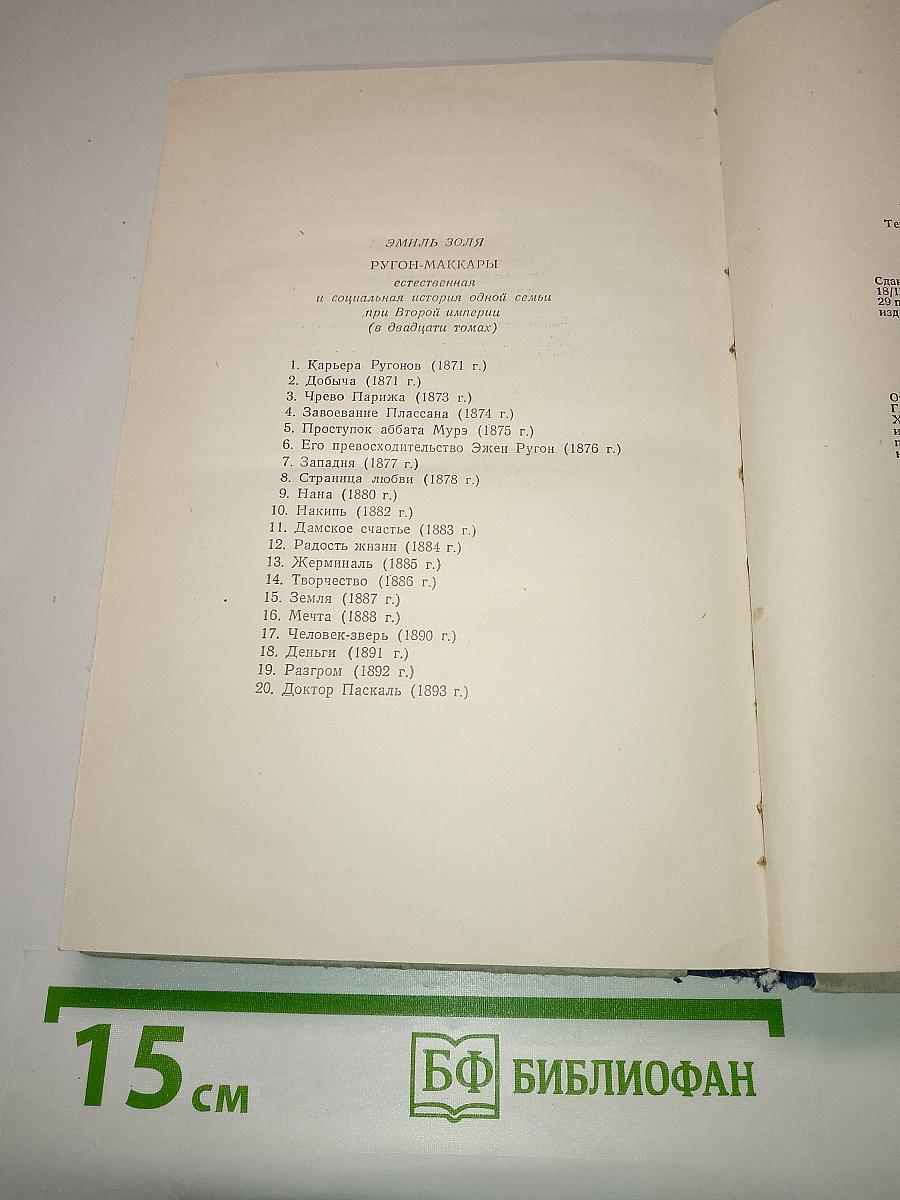 ЭМИЛЬ ЗОЛЯ
РУГОН-МАККАРЫ
естественная
и социальная история одной семьи
при Второй империи
(в двадцати томах)
1. Карьера Ругонов (1871 г.)
2. Добыча (1871 г.)
3. Чрево Парижа (1873 г.)
4. Завоевание Плассана (1874 г.)
5. Проступок аббата Мурэ (1875 г.)
6. Его превосходительство Эжен Ругон (1876 г.)
7. Западня (1877 г.)
8. Страница любви (1878 г.)
9. Нана (1880 г.)
10. Накипь (1882 г.)
11. Дамское счастье (1883 г.)
12. Радость жизни (1884 г.)
13. Жерминаль (1885 г.)
14. Творчество (1886 г.)
15. Земля (1887 г.)
16. Мечта (1888 г.)
17. Человек-зверь (1890 г.)
18. Деньги (1891 г.)
19. Разгром (1892 г.)
20. Доктор Паскаль (1893 г.)
15 см
БФ БИБЛИОФАН